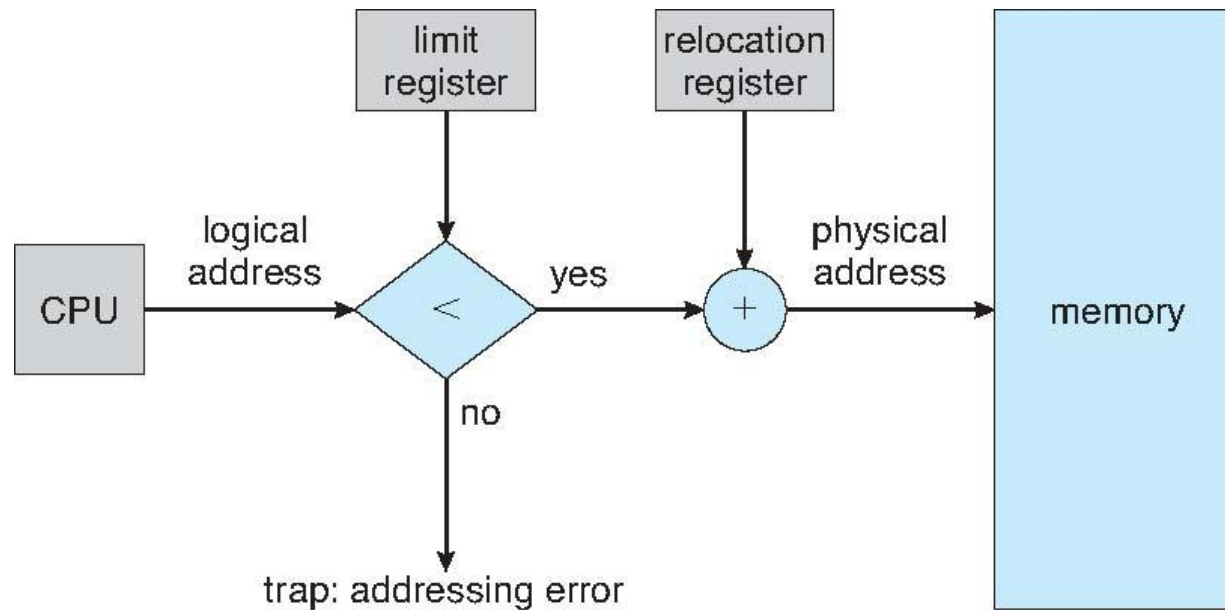 limit
register
relocation
register
logical
address
physical
address
CPU
<
yes
+
memory
no
trap: addressing error